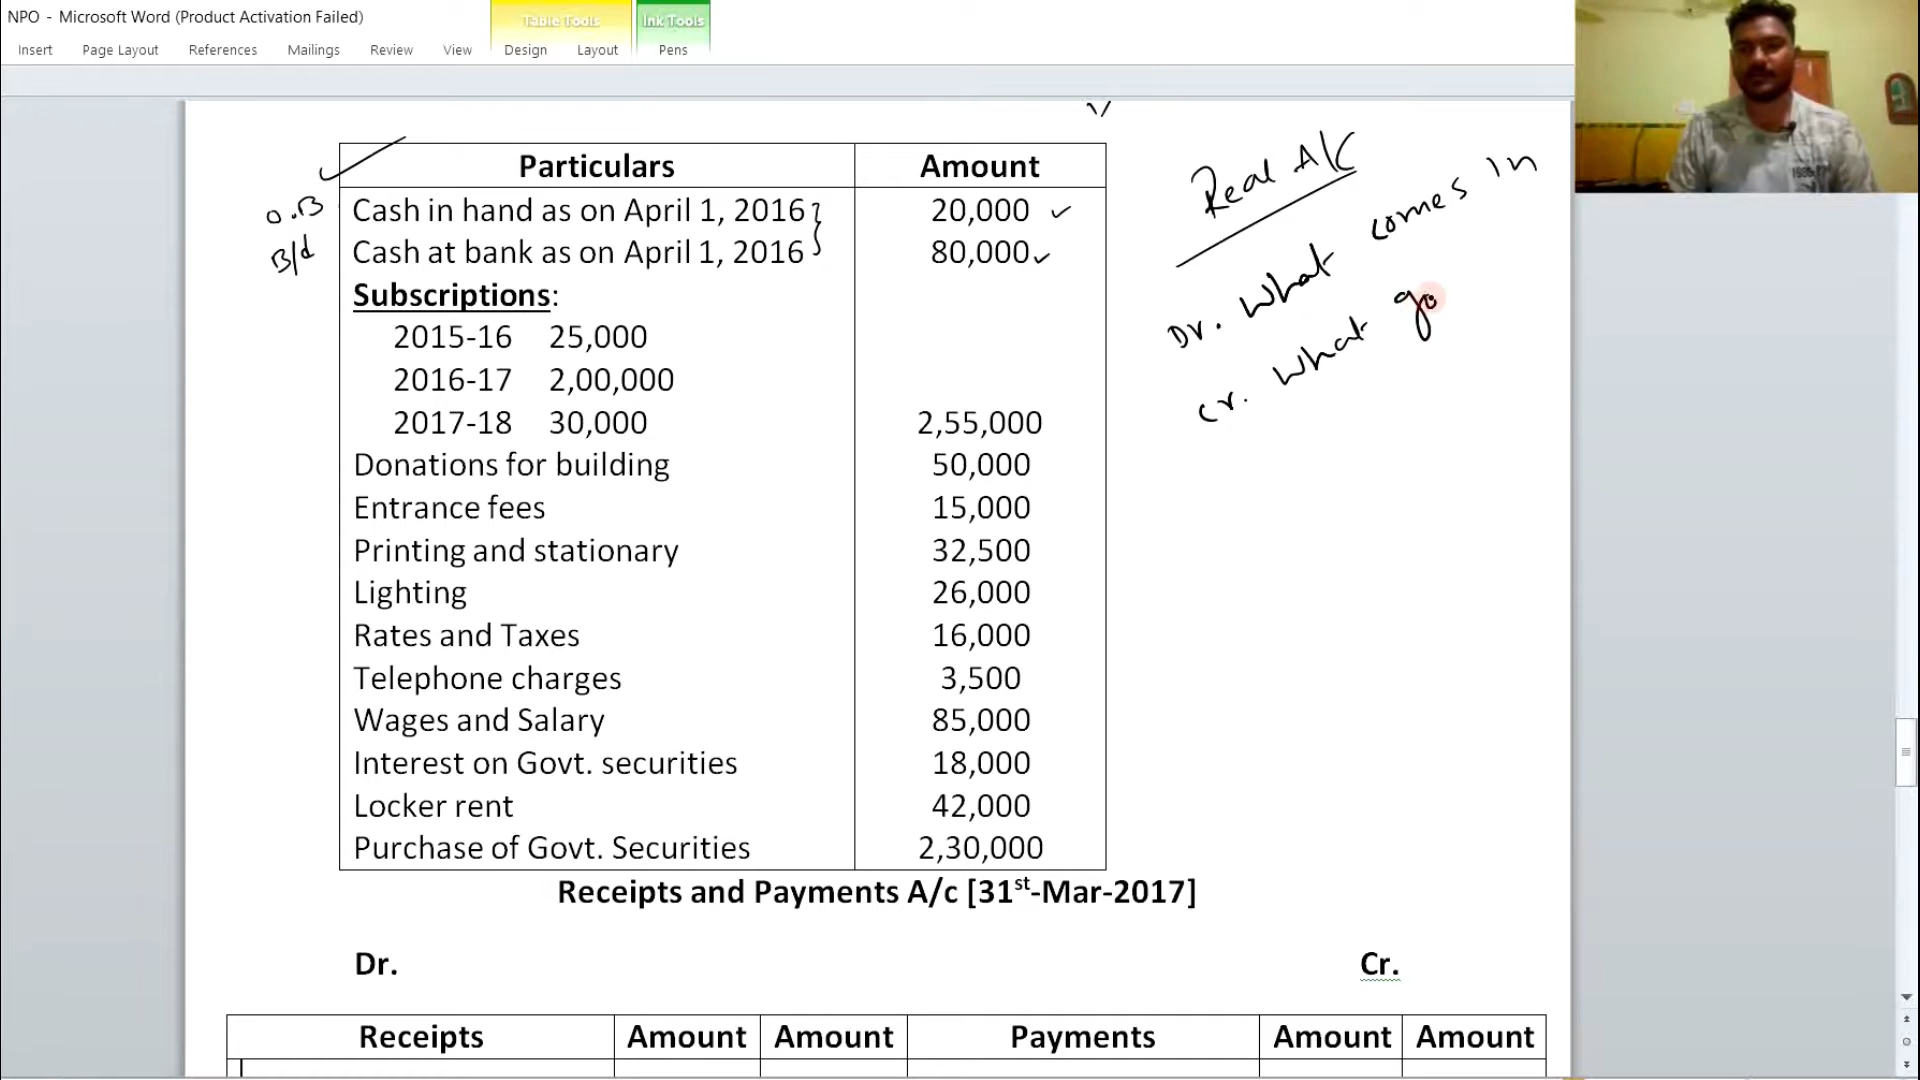 NPO - Microsoft Word (Product Activation Failed)
Table Tools
Ink Tools
Insert Page Layout References Mailings Review View Design Layout Pens
Particulars Amount
O.B Cash in hand as on April 1, 2016 20,000
B/d Cash at bank as on April 1, 2016 80,000
Subscriptions:
2015-16 25,000
2016-17 2,00,000
2017-18 30,000 2,55,000
Donations for building 50,000
Entrance fees 15,000
Printing and stationary 32,500
Lighting 26,000
Rates and Taxes 16,000
Telephone charges 3,500
Wages and Salary 85,000
Interest on Govt. securities 18,000
Locker rent 42,000
Purchase of Govt. Securities 2,30,000
Real A/C
Dr. What comes in
Cr. What go
Receipts and Payments A/c [31st-Mar-2017]
Dr. Cr.
Receipts Amount Amount Payments Amount Amount